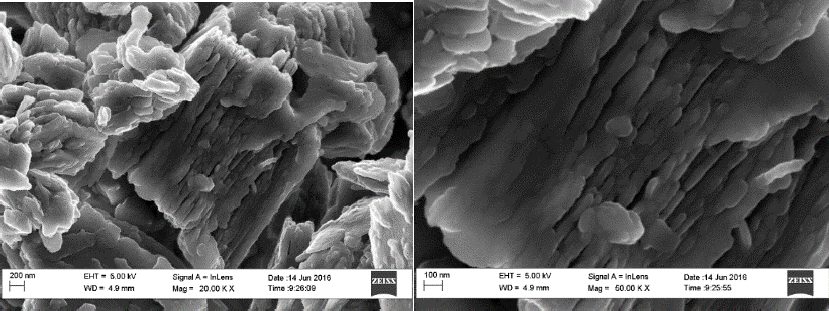 200 nm EHT = 5.00 kV Signal A = InLens Date :14 Jun 2016 ZEISS
WD = 4.9 mm Mag = 20.00 K X Time :9:26:09
100 nm EHT = 5.00 kV Signal A = InLens Date :14 Jun 2016 ZEISS
WD = 4.9 mm Mag = 50.00 K X Time :9:25:55